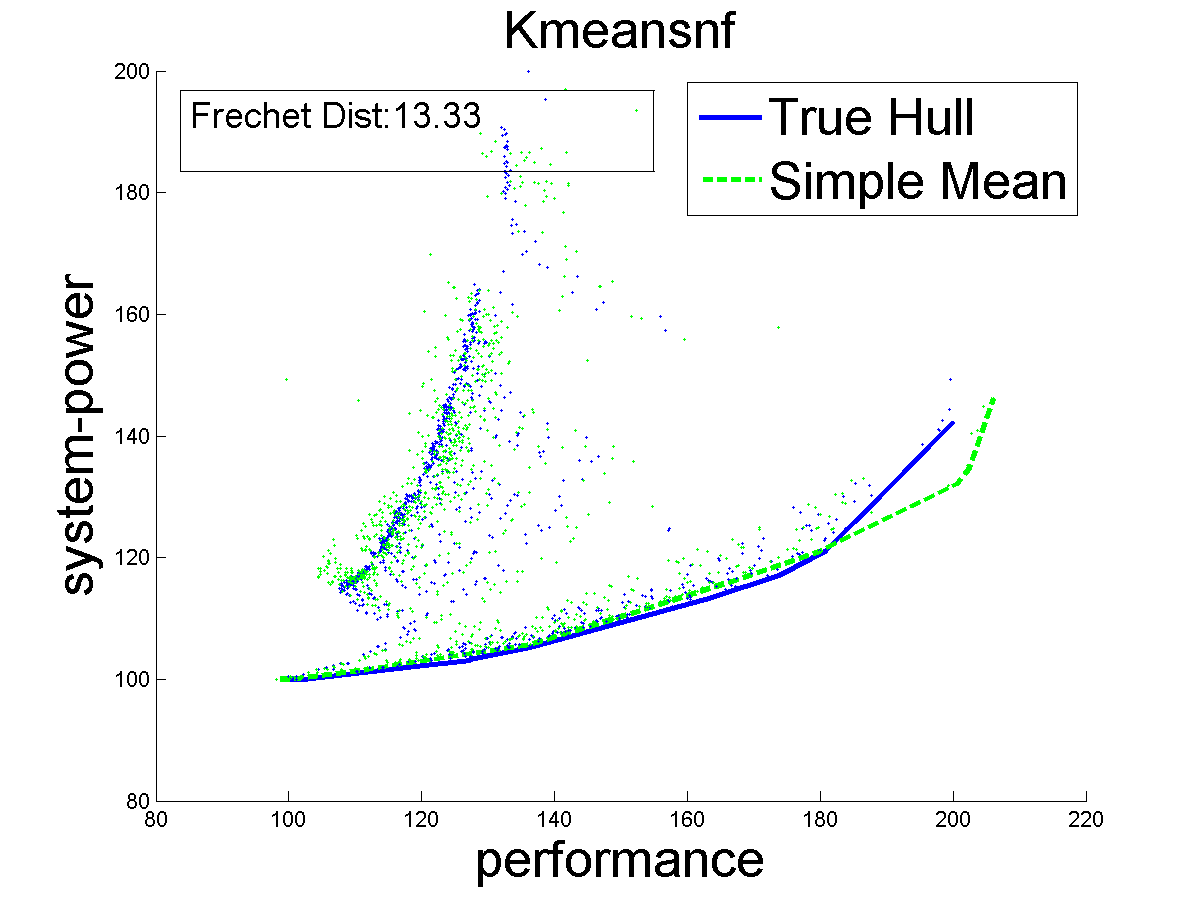 Kmeansnf
Frechet Dist:13.33
True Hull
Simple Mean
system-power
200
180
160
140
120
100
80
80 100 120 140 160 180 200 220
performance